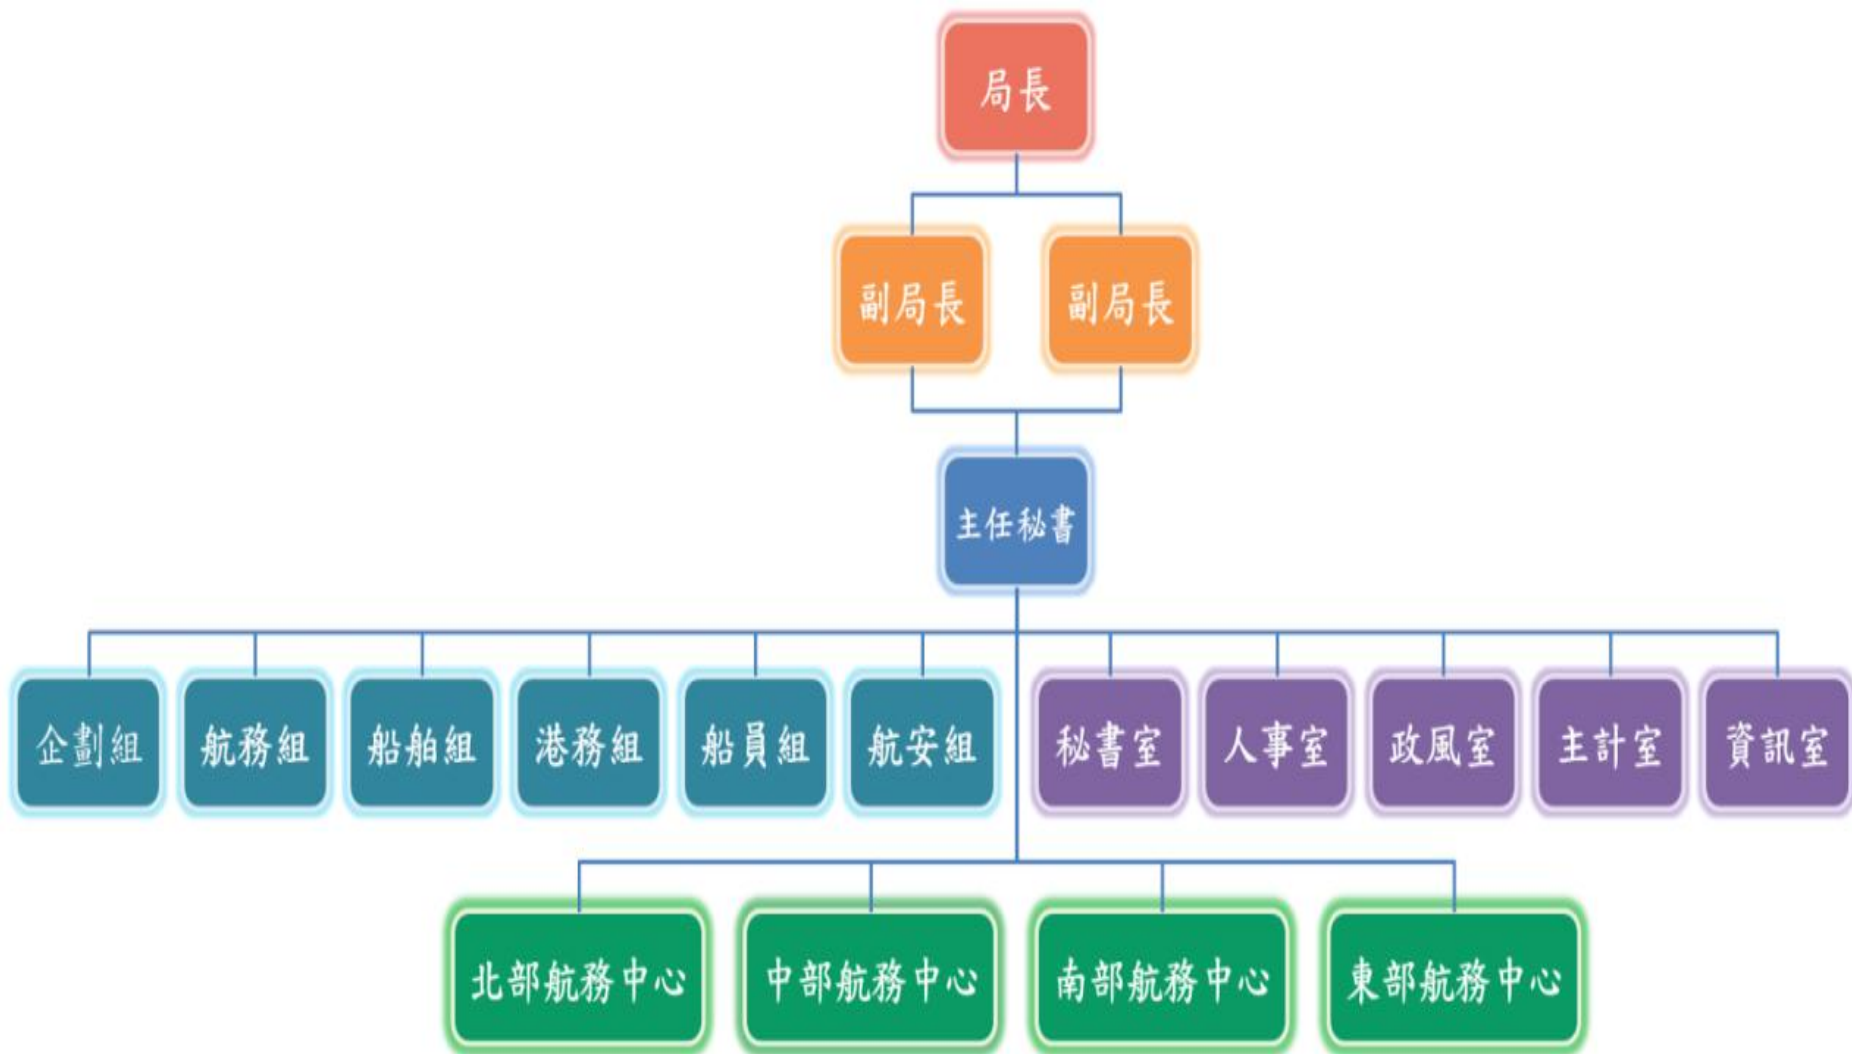 局長
副局長
副局長
主任秘書
企劃組
航務組
船舶組
港務組
船員組
航安組
秘書室
人事室
政風室
主計室
資訊室
北部航務中心
中部航務中心
南部航務中心
東部航務中心